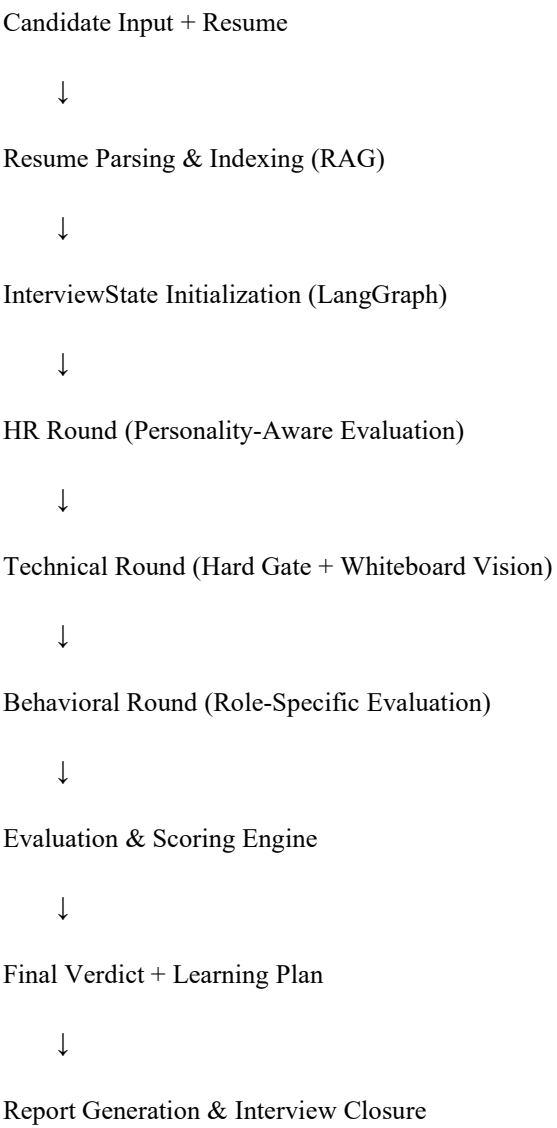 Candidate Input + Resume
↓
Resume Parsing & Indexing (RAG)
↓
InterviewState Initialization (LangGraph)
↓
HR Round (Personality-Aware Evaluation)
↓
Technical Round (Hard Gate + Whiteboard Vision)
↓
Behavioral Round (Role-Specific Evaluation)
↓
Evaluation & Scoring Engine
↓
Final Verdict + Learning Plan
↓
Report Generation & Interview Closure